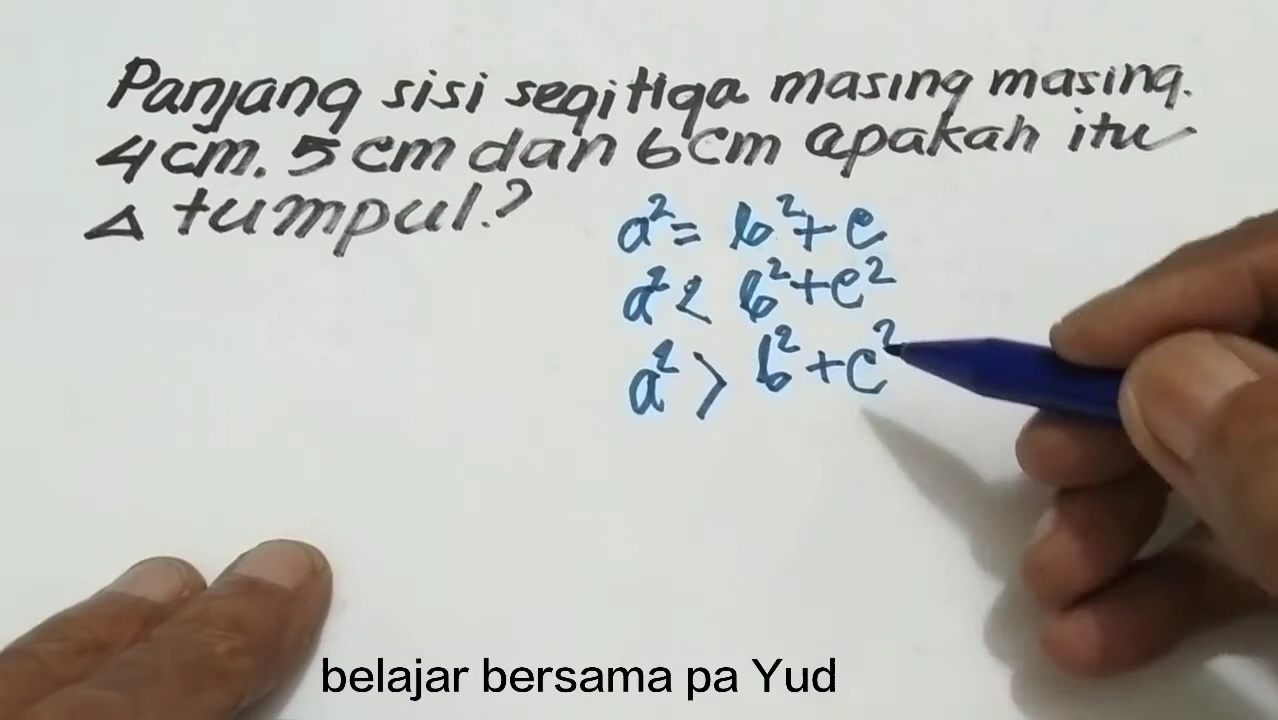 Panjang sisi segitiga masing masing.
4 cm. 5 cm dan 6 cm apakah itu
△ tumpul.?
a² = b² + c
a² < b² + c²
a² > b² + c²
belajar bersama pa Yud